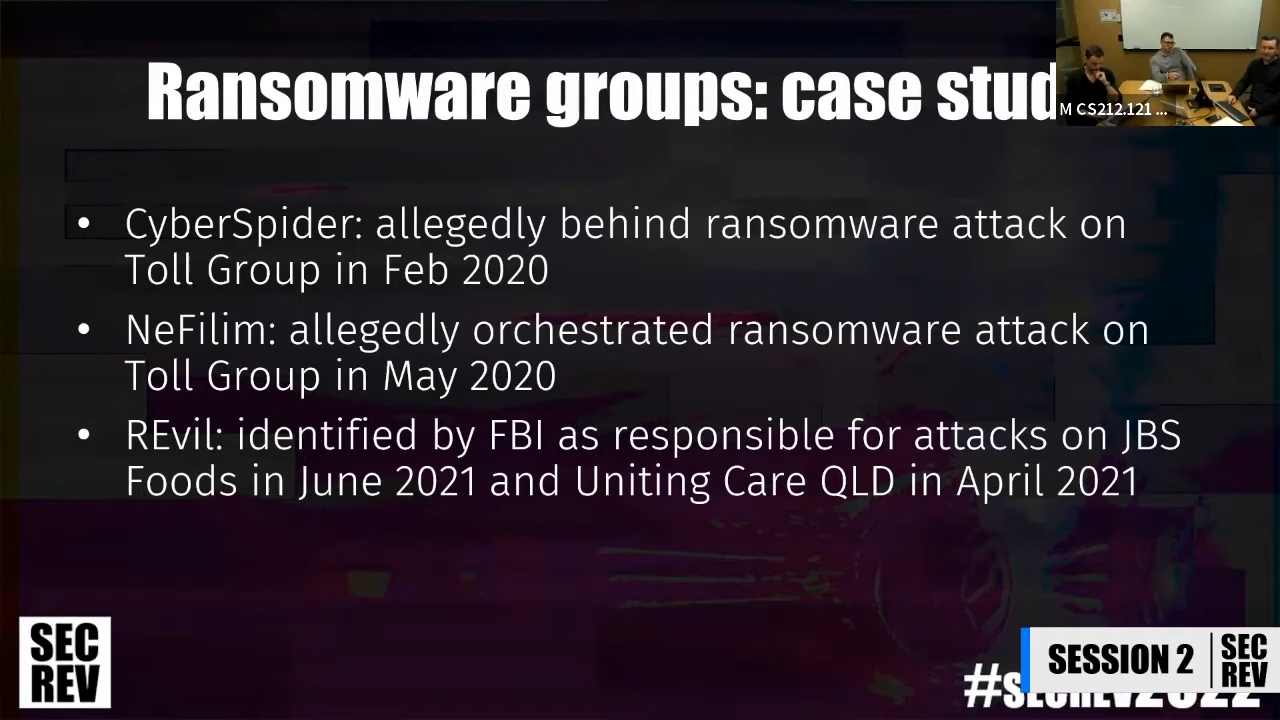 Ransomware groups: case stud
M CS212.121 ...
• CyberSpider: allegedly behind ransomware attack on
Toll Group in Feb 2020
• NeFilim: allegedly orchestrated ransomware attack on
Toll Group in May 2020
• REvil: identified by FBI as responsible for attacks on JBS
Foods in June 2021 and Uniting Care QLD in April 2021
SEC
REV
SESSION 2
SEC
REV
#SECREV2022